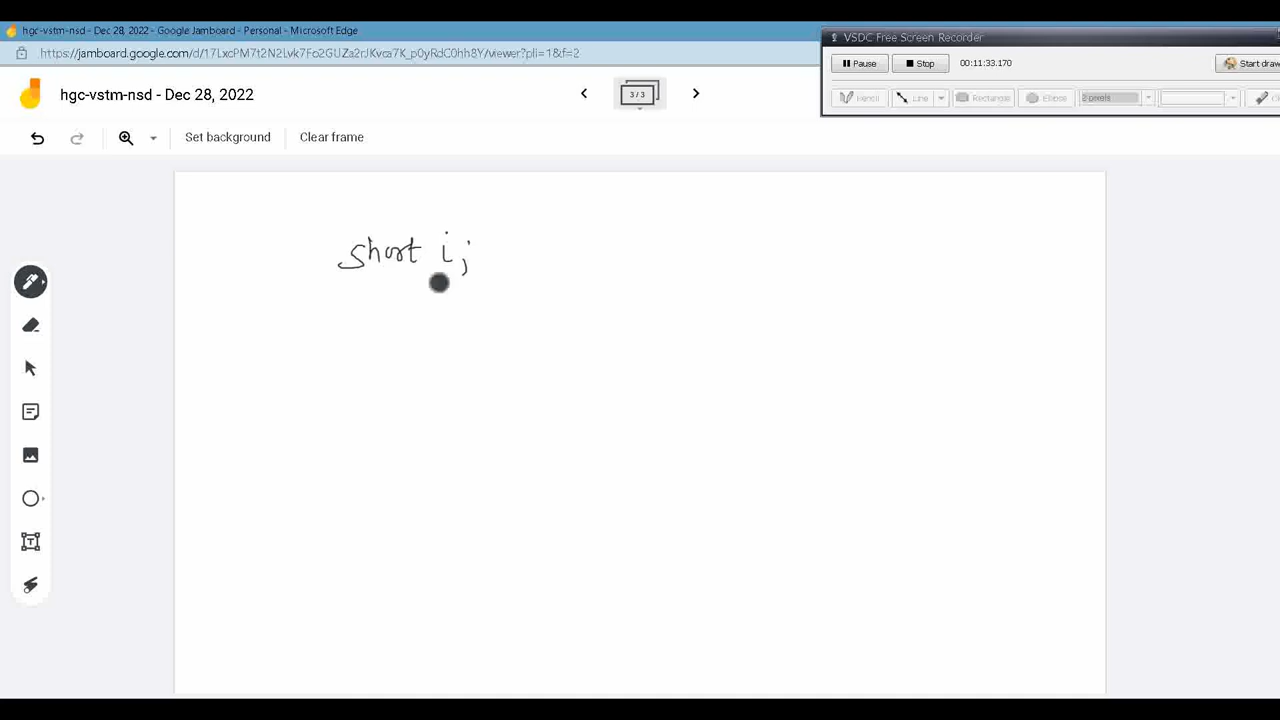 hgc-vstm-nsd - Dec 28, 2022 - Google Jamboard - Personal - Microsoft Edge
VSDC Free Screen Recorder
https://jamboard.google.com/d/17LxcPM7t2N2Lvk7Fo2GUZa2rJKvca7K_p0yRdC0hh8Y/viewer?pli=1&f=2
Pause Stop 00:11:33.170 Start draw
hgc-vstm-nsd - Dec 28, 2022
3 / 3
Pencil Line Rectangle Ellipse 2 pixels
Set background Clear frame
short i;